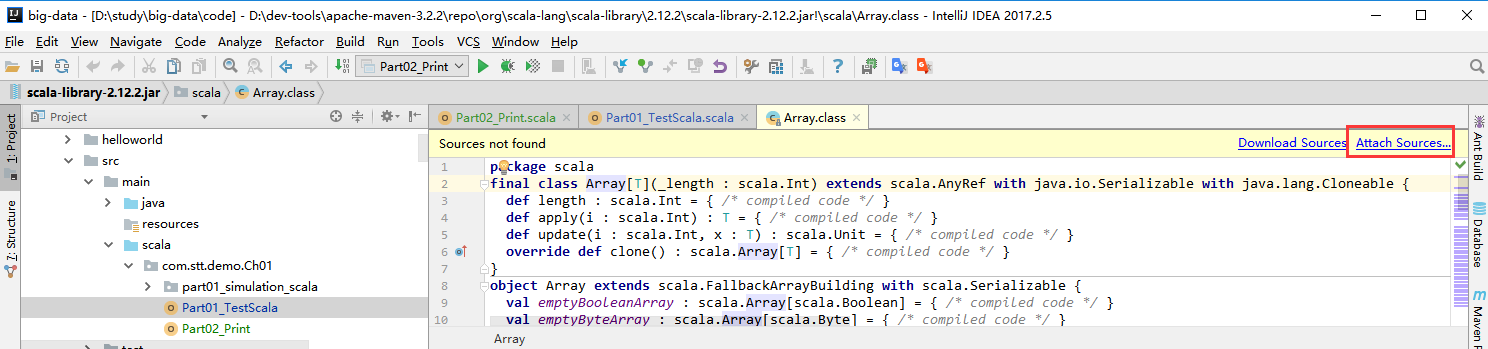 big-data - [D:\study\big-data\code] - D:\dev-tools\apache-maven-3.2.2\repo\org\scala-lang\scala-library\2.12.2\scala-library-2.12.2.jar!\scala\Array.class - IntelliJ IDEA 2017.2.5
File Edit View Navigate Code Analyze Refactor Build Run Tools VCS Window Help
Part02_Print
scala-library-2.12.2.jar scala Array.class
1: Project
Project
Part02_Print.scala Part01_TestScala.scala Array.class
helloworld
src
main
java
resources
scala
com.stt.demo.Ch01
part01_simulation_scala
Part01_TestScala
Part02_Print
test
7: Structure
Sources not found Download Sources Attach Sources...
1 package scala
2 final class Array[T](_length : scala.Int) extends scala.AnyRef with java.io.Serializable with java.lang.Cloneable {
3 def length : scala.Int = { /* compiled code */ }
4 def apply(i : scala.Int) : T = { /* compiled code */ }
5 def update(i : scala.Int, x : T) : scala.Unit = { /* compiled code */ }
6 override def clone() : scala.Array[T] = { /* compiled code */ }
7 }
8 object Array extends scala.FallbackArrayBuilding with scala.Serializable {
9 val emptyBooleanArray : scala.Array[scala.Boolean] = { /* compiled code */ }
10 val emptyByteArray : scala.Array[scala.Byte] = { /* compiled code */ }
Array
Ant Build
Database
Maven P